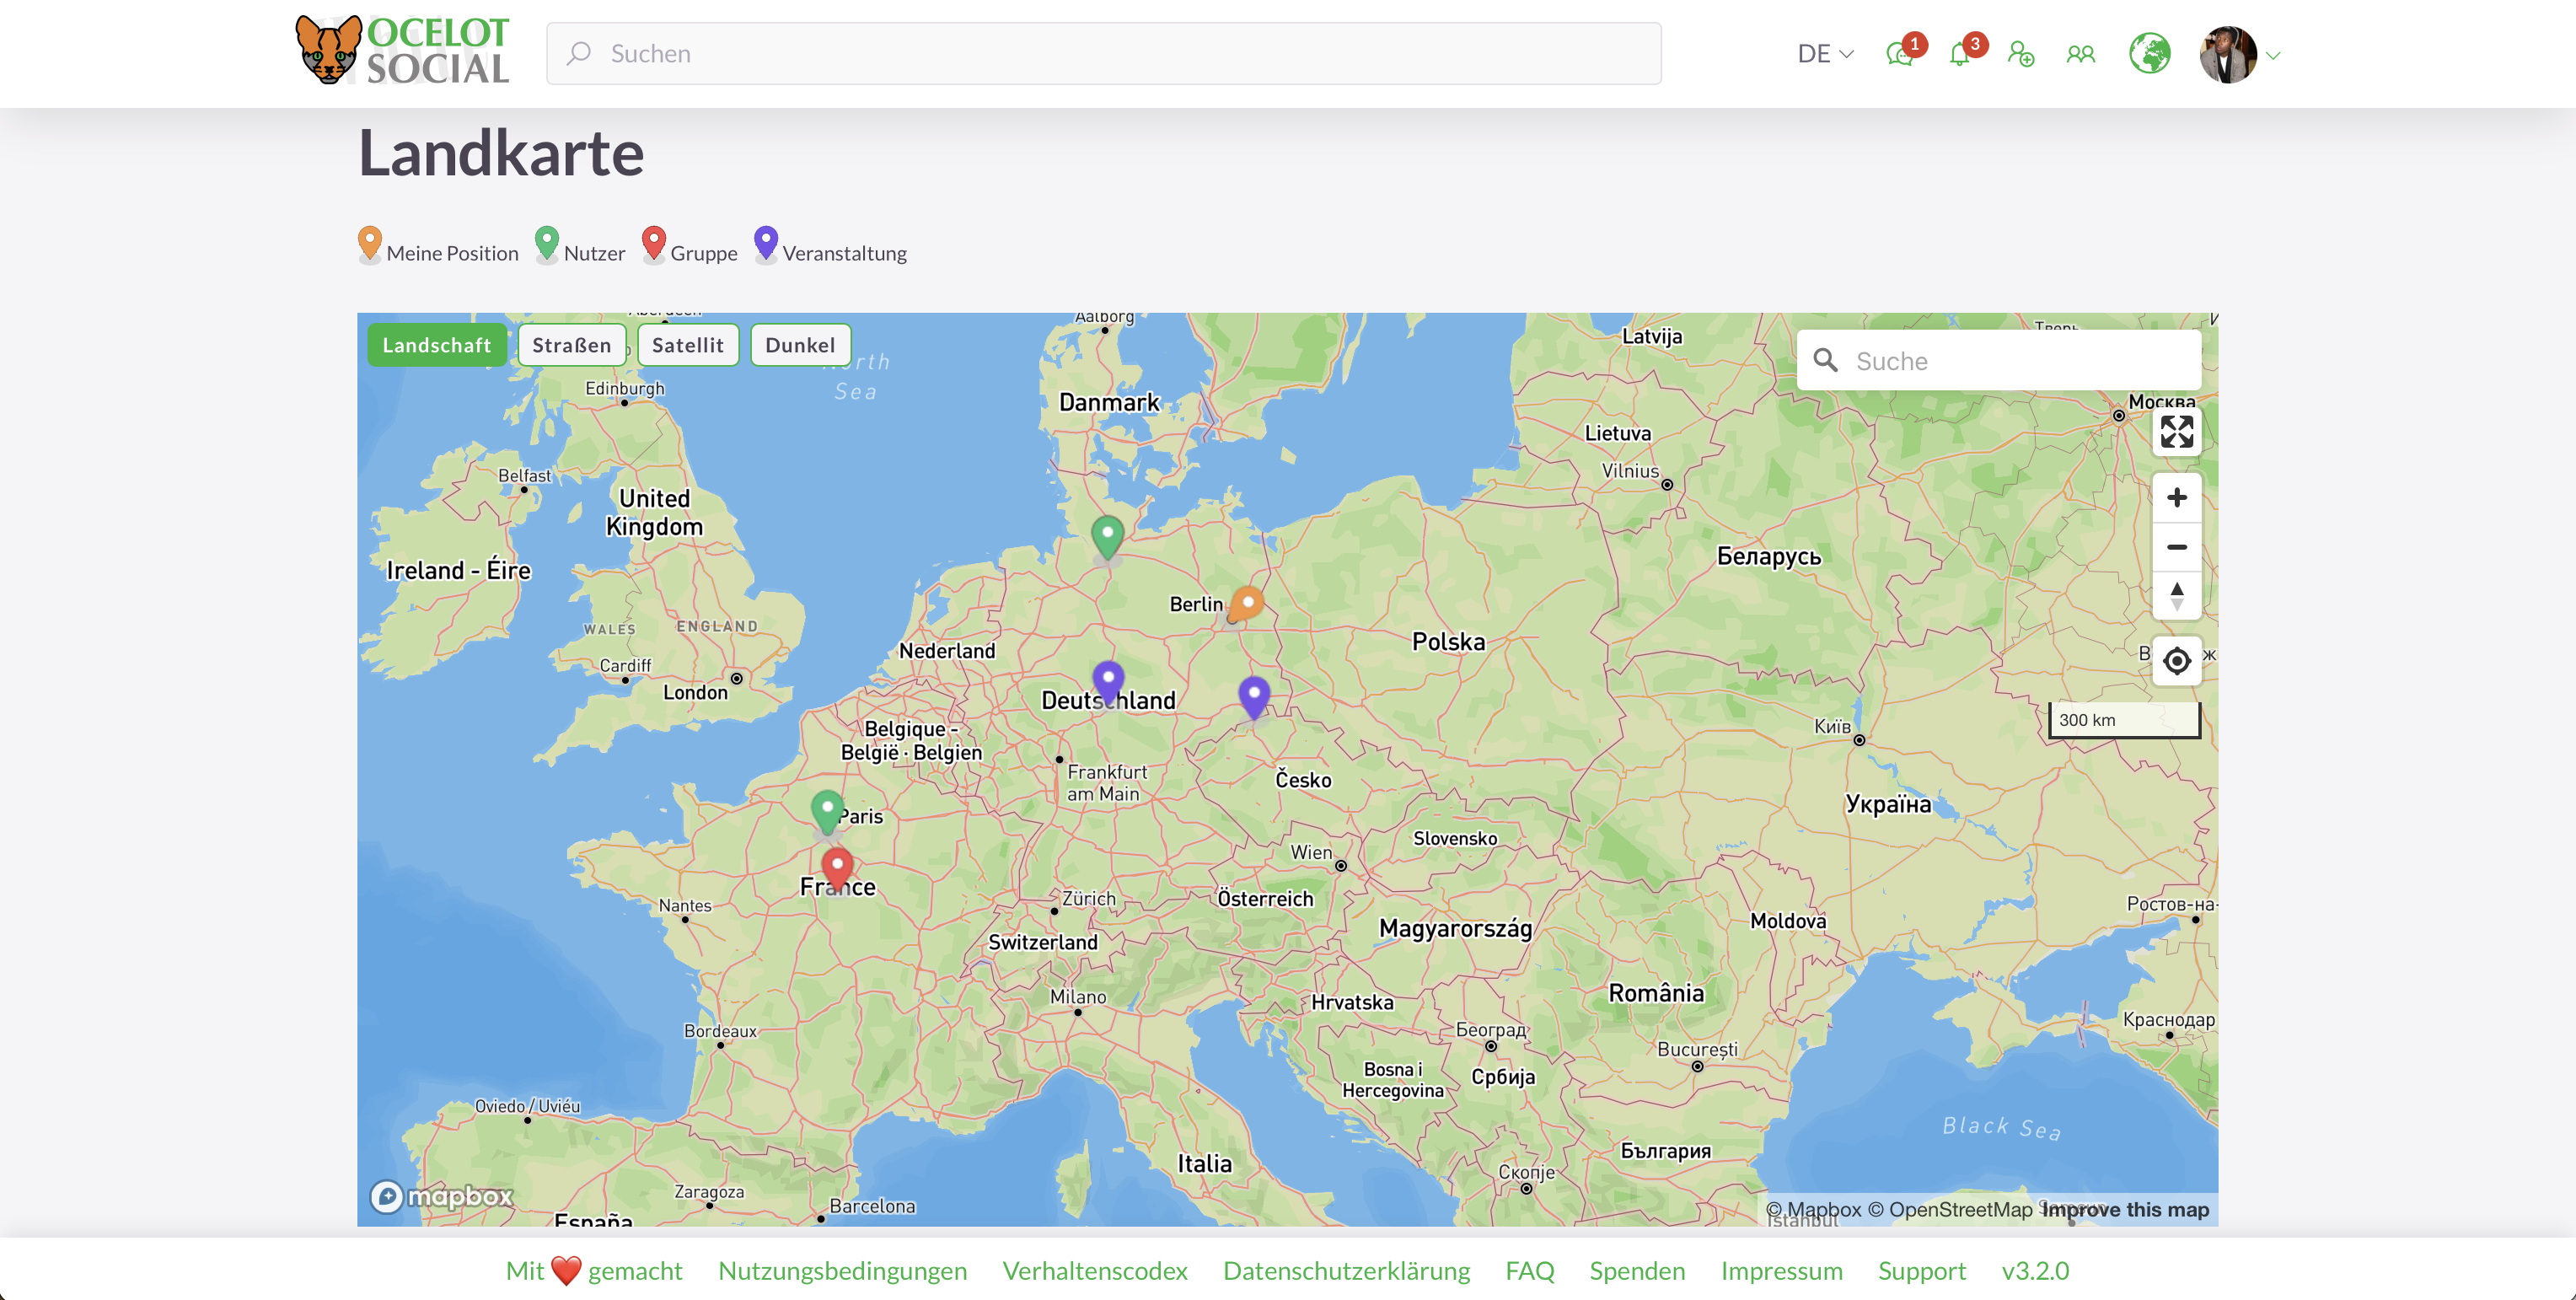 OCELOT
SOCIAL
Suchen
DE
1
3
Landkarte
Meine Position
Nutzer
Gruppe
Veranstaltung
Landschaft
Straßen
Satellit
Dunkel
Suche
Aalborg
Sea
Latvija
Edinburgh
Danmark
Москва
Lietuva
Belfast
Vilnius
United
Kingdom
Беларусь
Ireland - Éire
Berlin
WALES
ENGLAND
Nederland
Polska
Cardiff
London
Deutschland
300 km
Belgique -
België · Belgien
Київ
Frankfurt
am Main
Česko
Україна
Paris
Slovensko
Wien
France
Zürich
Österreich
Nantes
Ростов-на-
Magyarország
Moldova
Switzerland
Milano
Hrvatska
România
Краснодар
Bordeaux
Београд
București
Bosna i
Hercegovina
Србија
Oviedo / Uviéu
Black Sea
България
Italia
Скопје
Zaragoza
Barcelona
España
mapbox
© Mapbox © OpenStreetMap Improve this map
Istanbul
Mit ❤️ gemacht
Nutzungsbedingungen
Verhaltenscodex
Datenschutzerklärung
FAQ
Spenden
Impressum
Support
v3.2.0